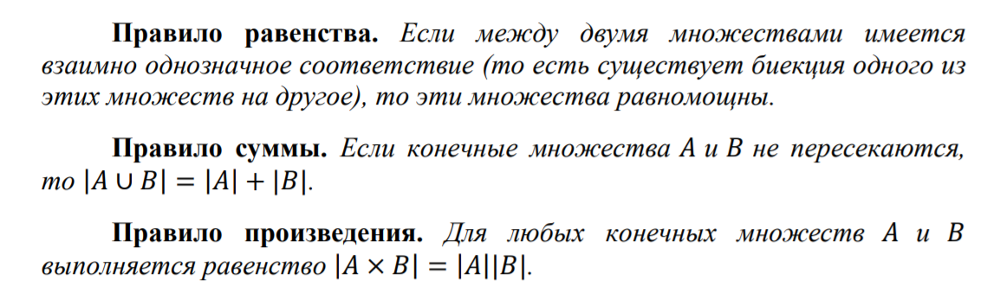 Правило равенства. Если между двумя множествами имеется
взаимно однозначное соответствие (то есть существует биекция одного из
этих множеств на другое), то эти множества равномощны.
Правило суммы. Если конечные множества A и B не пересекаются,
то |A ∪ B| = |A| + |B|.
Правило произведения. Для любых конечных множеств A и B
выполняется равенство |A × B| = |A||B|.